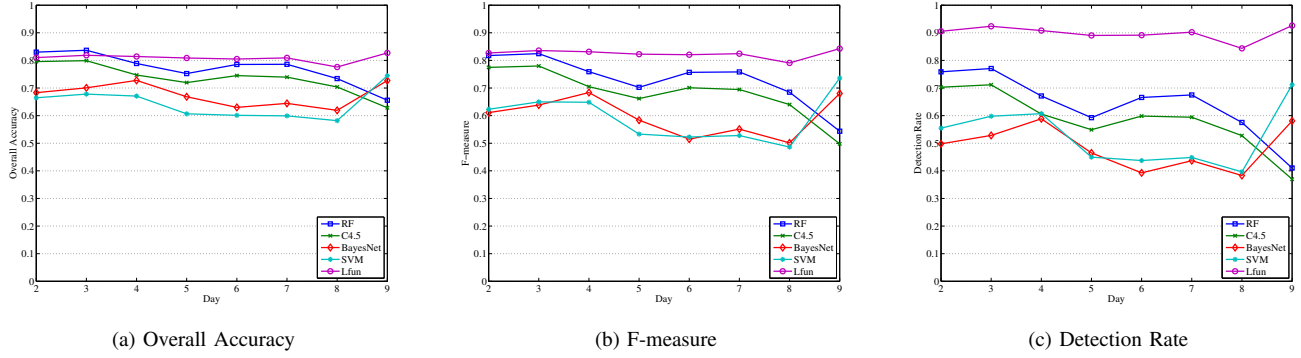 1
0.9
0.8
0.7
0.6
0.5
0.4
0.3
0.2
0.1
0
Overall Accuracy
2 3 4 5 6 7 8 9
Day
RF
C4.5
BayesNet
SVM
Lfun
(a) Overall Accuracy
1
0.9
0.8
0.7
0.6
0.5
0.4
0.3
0.2
0.1
0
F-measure
2 3 4 5 6 7 8 9
Day
RF
C4.5
BayesNet
SVM
Lfun
(b) F-measure
1
0.9
0.8
0.7
0.6
0.5
0.4
0.3
0.2
0.1
0
Detection Rate
2 3 4 5 6 7 8 9
Day
RF
C4.5
BayesNet
SVM
Lfun
(c) Detection Rate